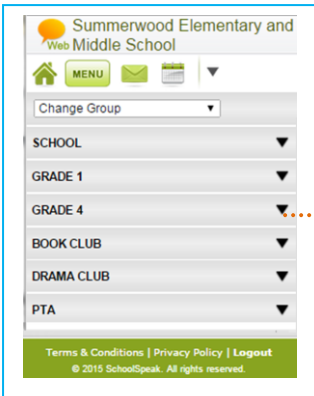 Summerwood Elementary and
Web Middle School
MENU
Change Group
SCHOOL
GRADE 1
GRADE 4
BOOK CLUB
DRAMA CLUB
PTA
Terms & Conditions | Privacy Policy | Logout
© 2015 SchoolSpeak. All rights reserved.